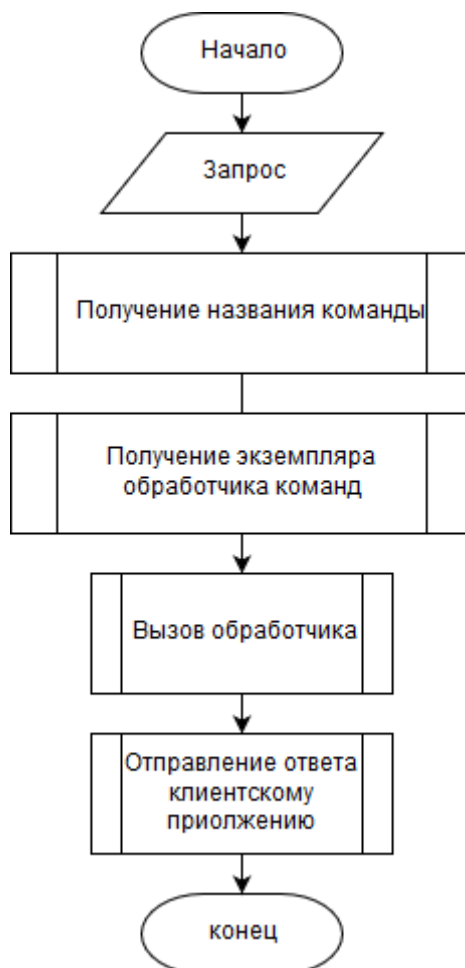 Начало
Запрос
Получение названия команды
Получение экземпляра
обработчика команд
Вызов обработчика
Отправление ответа
клиентскому
приолжению
конец